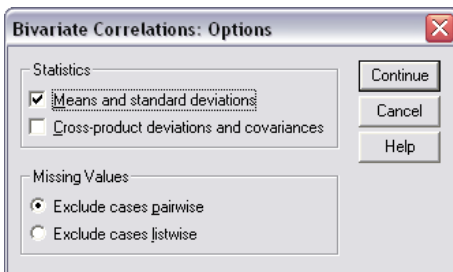 Bivariate Correlations: Options
Statistics
Means and standard deviations
Cross-product deviations and covariances
Missing Values
Exclude cases pairwise
Exclude cases listwise
Continue
Cancel
Help